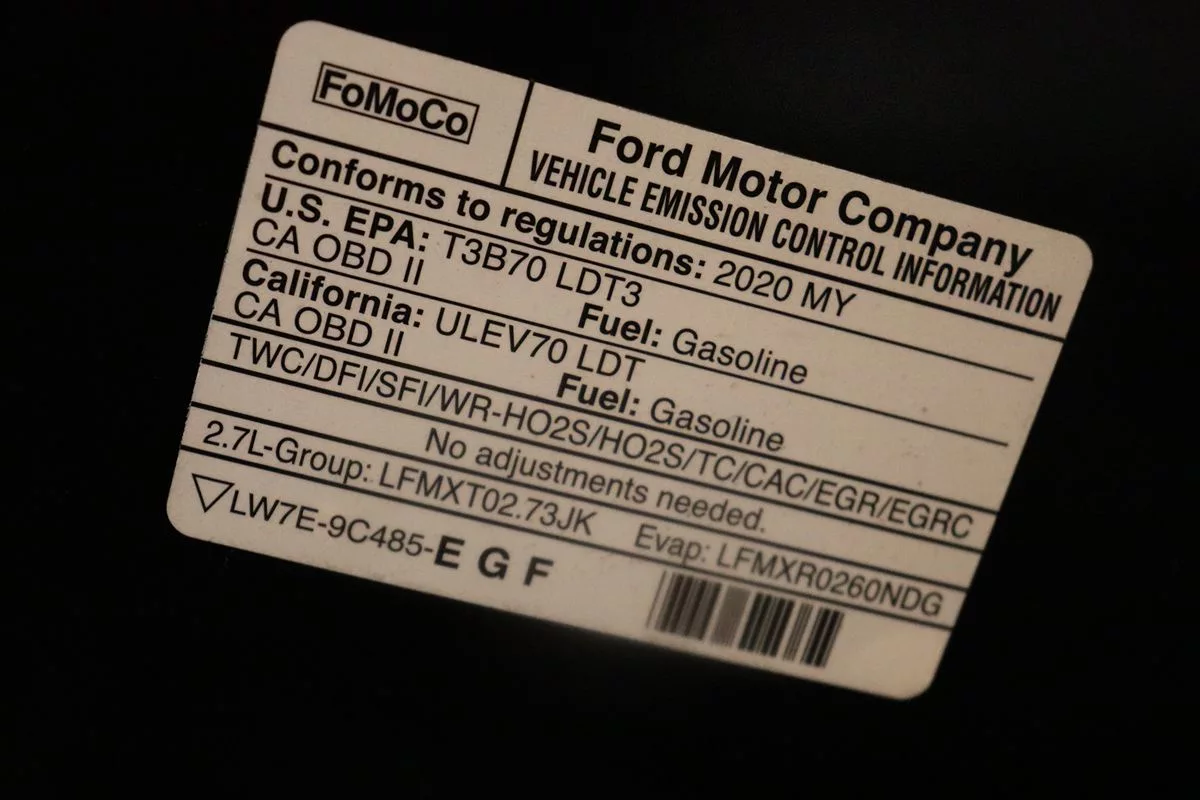 FoMoCo
Ford Motor Company
VEHICLE EMISSION CONTROL INFORMATION
Conforms to regulations: 2020 MY
U.S. EPA: T3B70 LDT3
CA OBD II Fuel: Gasoline
California: ULEV70 LDT
CA OBD II Fuel: Gasoline
TWC/DFI/SFI/WR-HO2S/HO2S/TC/CAC/EGR/EGRC
No adjustments needed.
2.7L-Group: LFMXT02.73JK Evap: LFMXR0260NDG
LW7E-9C485-E G F